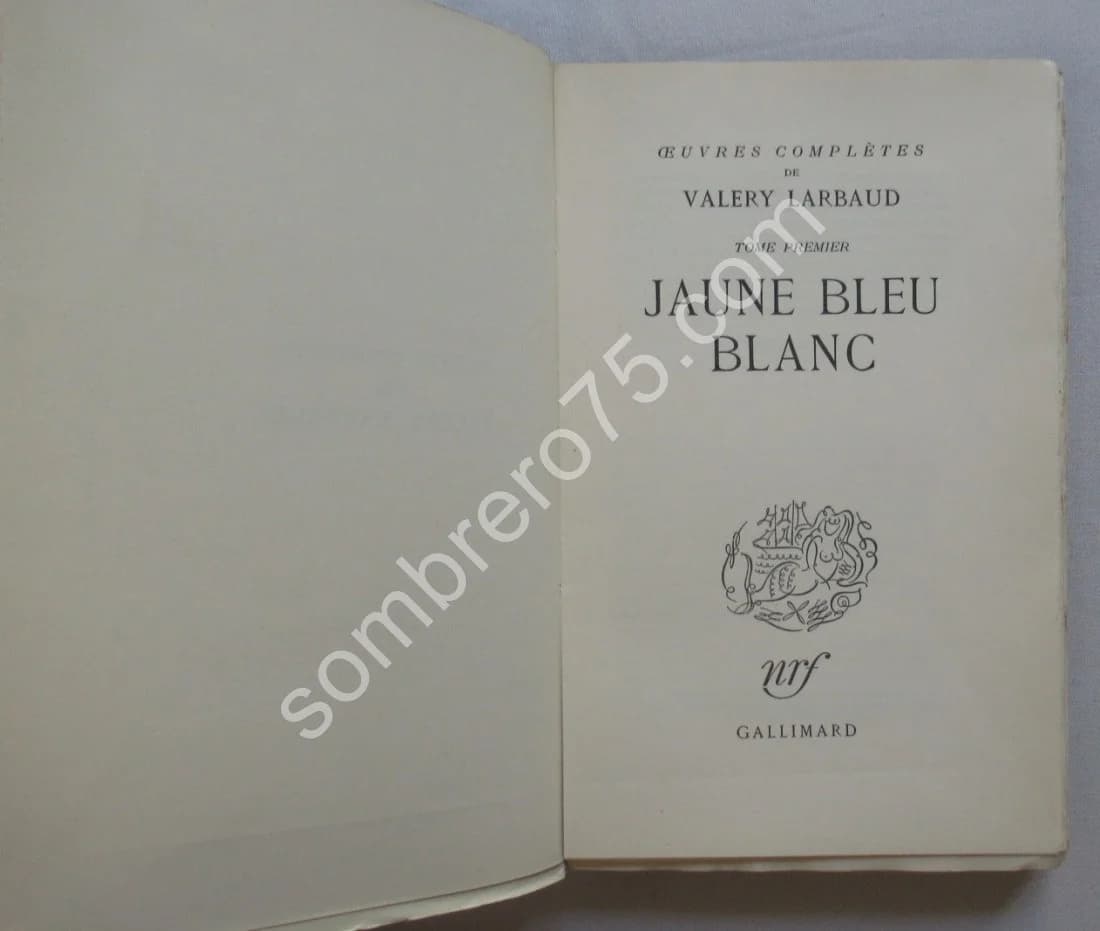 ŒUVRES COMPLÈTES
DE
VALERY LARBAUD
TOME PREMIER
JAUNE BLEU
BLANC
nrf
GALLIMARD
sombrero75.com